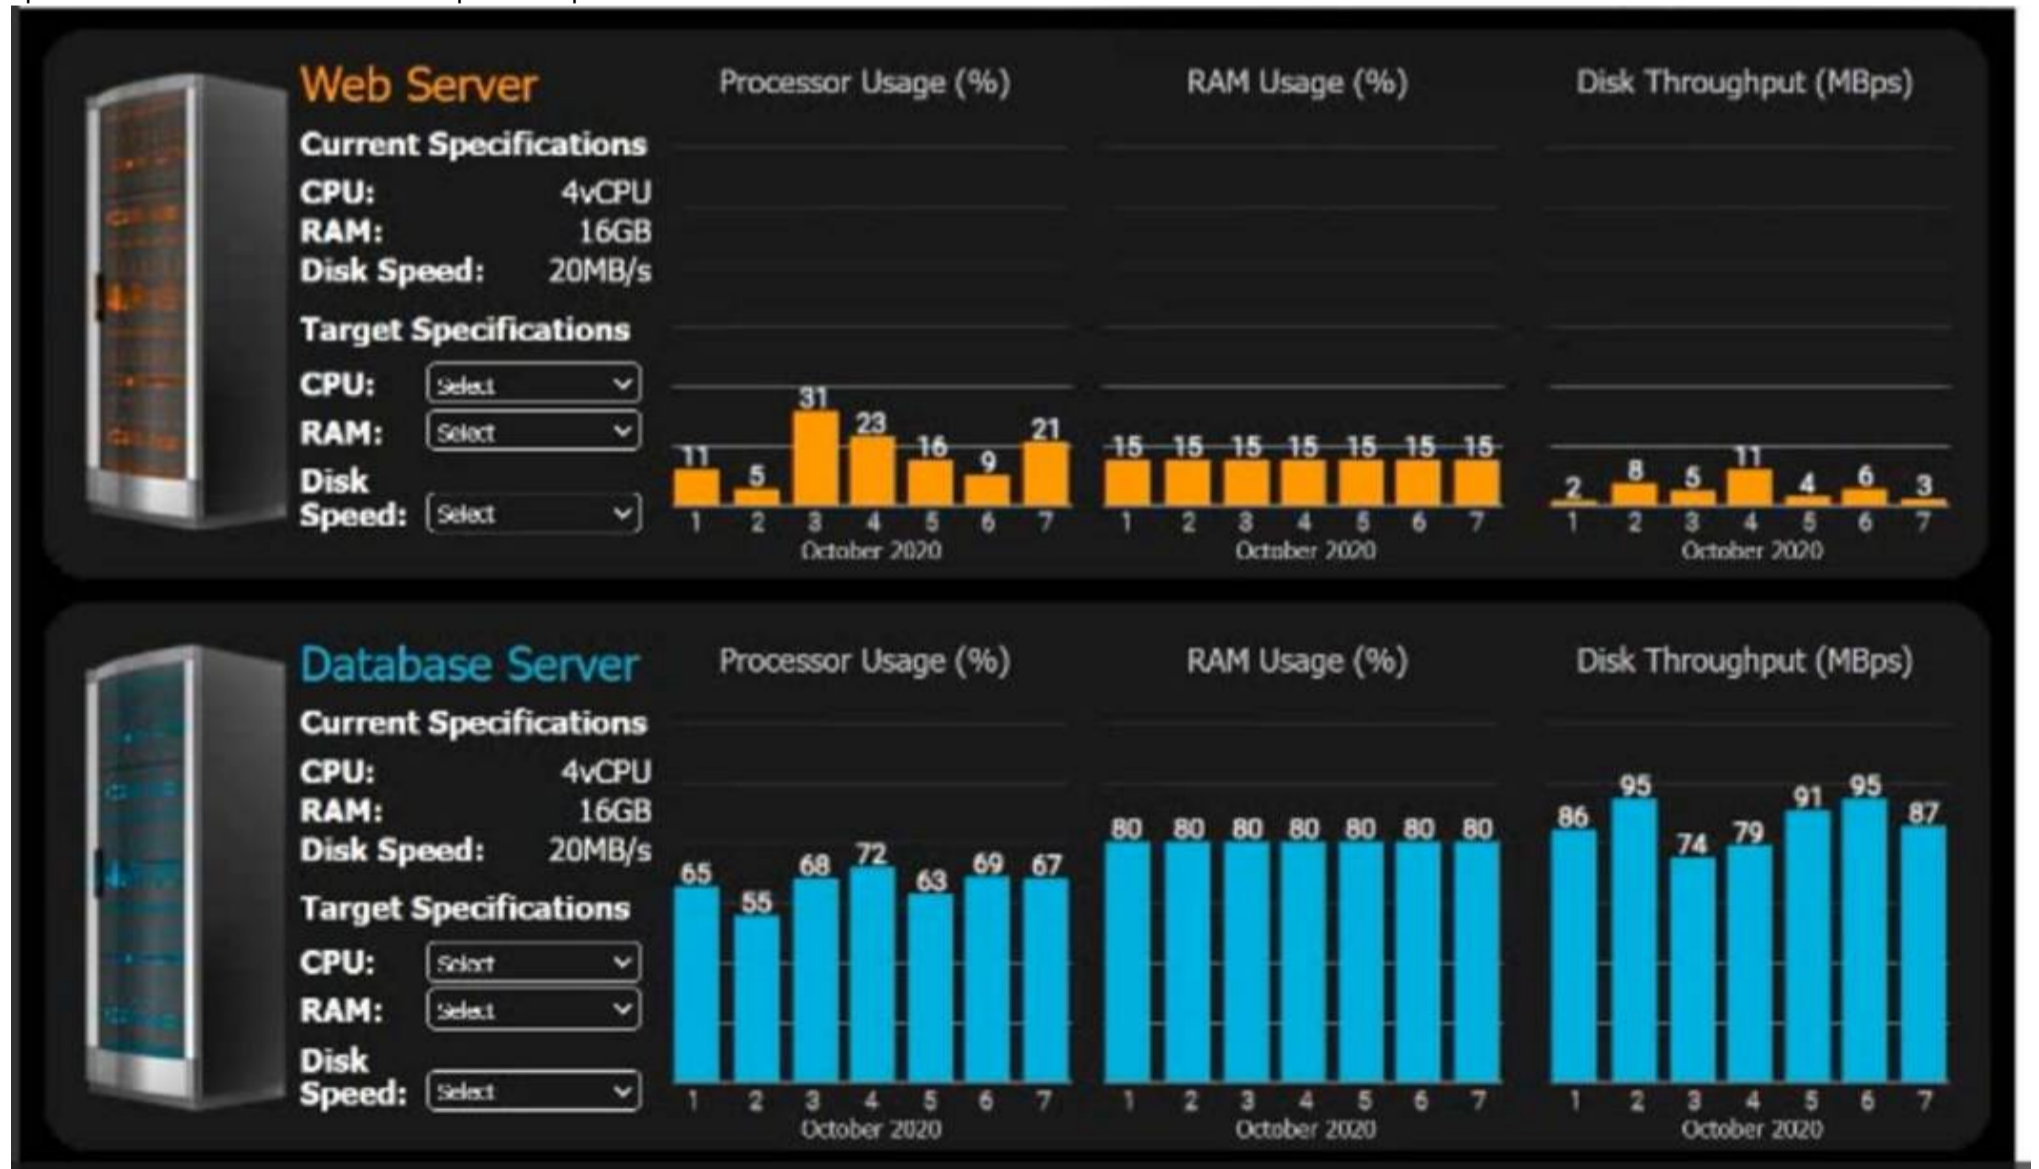 Web Server
Current Specifications
CPU: 4vCPU
RAM: 16GB
Disk Speed: 20MB/s
Target Specifications
CPU: Select
RAM: Select
Disk
Speed: Select
Processor Usage (%)
11 5 31 23 16 9 21
1 2 3 4 5 6 7
October 2020
RAM Usage (%)
15 15 15 15 15 15 15
1 2 3 4 5 6 7
October 2020
Disk Throughput (MBps)
2 8 5 11 4 6 3
1 2 3 4 5 6 7
October 2020
Database Server
Current Specifications
CPU: 4vCPU
RAM: 16GB
Disk Speed: 20MB/s
Target Specifications
CPU: Select
RAM: Select
Disk
Speed: Select
Processor Usage (%)
65 55 68 72 63 69 67
1 2 3 4 5 6 7
October 2020
RAM Usage (%)
80 80 80 80 80 80 80
1 2 3 4 5 6 7
October 2020
Disk Throughput (MBps)
86 95 74 79 91 95 87
1 2 3 4 5 6 7
October 2020